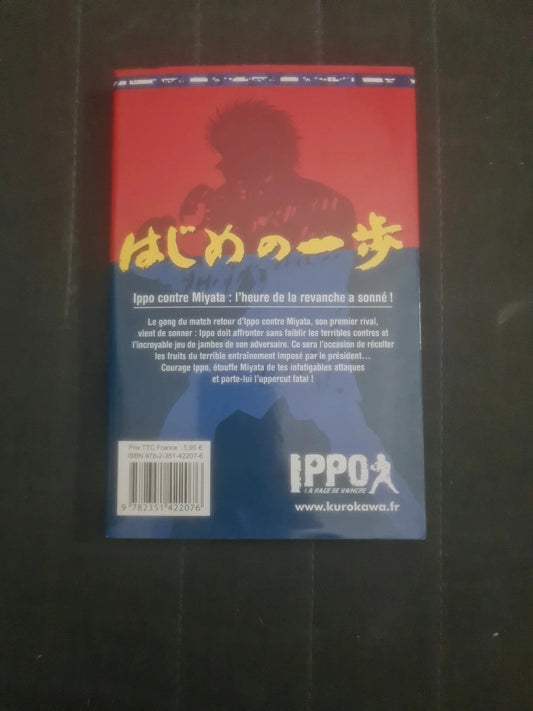 はじめの一歩
Ippo contre Miyata : l'heure de la revanche a sonné !
Le gong du match retour d'Ippo contre Miyata, son premier rival,
vient de sonner : Ippo doit affronter sans faiblir les terribles contres et
l'incroyable jeu de jambes de son adversaire. Ce sera l'occasion de récolter
les fruits du terrible entraînement imposé par le président...
Courage Ippo, étouffe Miyata de tes infatigables attaques
et porte-lui l'uppercut fatal !
Prix TTC France : 5,95 €
ISBN 978-2-351-42207-6
9 782351 422076
IPPO
LA RAGE DE VAINCRE
www.kurokawa.fr